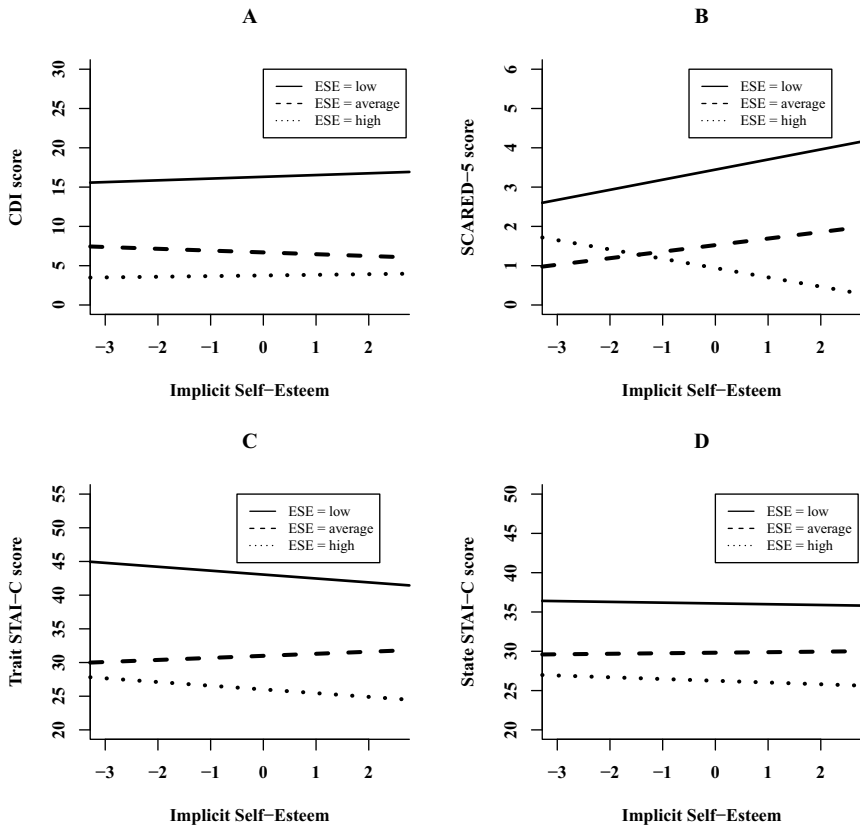 A
CDI score
30
25
20
15
10
5
0
ESE = low
ESE = average
ESE = high
−3 −2 −1 0 1 2
Implicit Self−Esteem
B
SCARED−5 score
6
5
4
3
2
1
0
ESE = low
ESE = average
ESE = high
−3 −2 −1 0 1 2
Implicit Self−Esteem
C
Trait STAI−C score
55
50
45
40
35
30
25
20
ESE = low
ESE = average
ESE = high
−3 −2 −1 0 1 2
Implicit Self−Esteem
D
State STAI−C score
50
45
40
35
30
25
20
ESE = low
ESE = average
ESE = high
−3 −2 −1 0 1 2
Implicit Self−Esteem